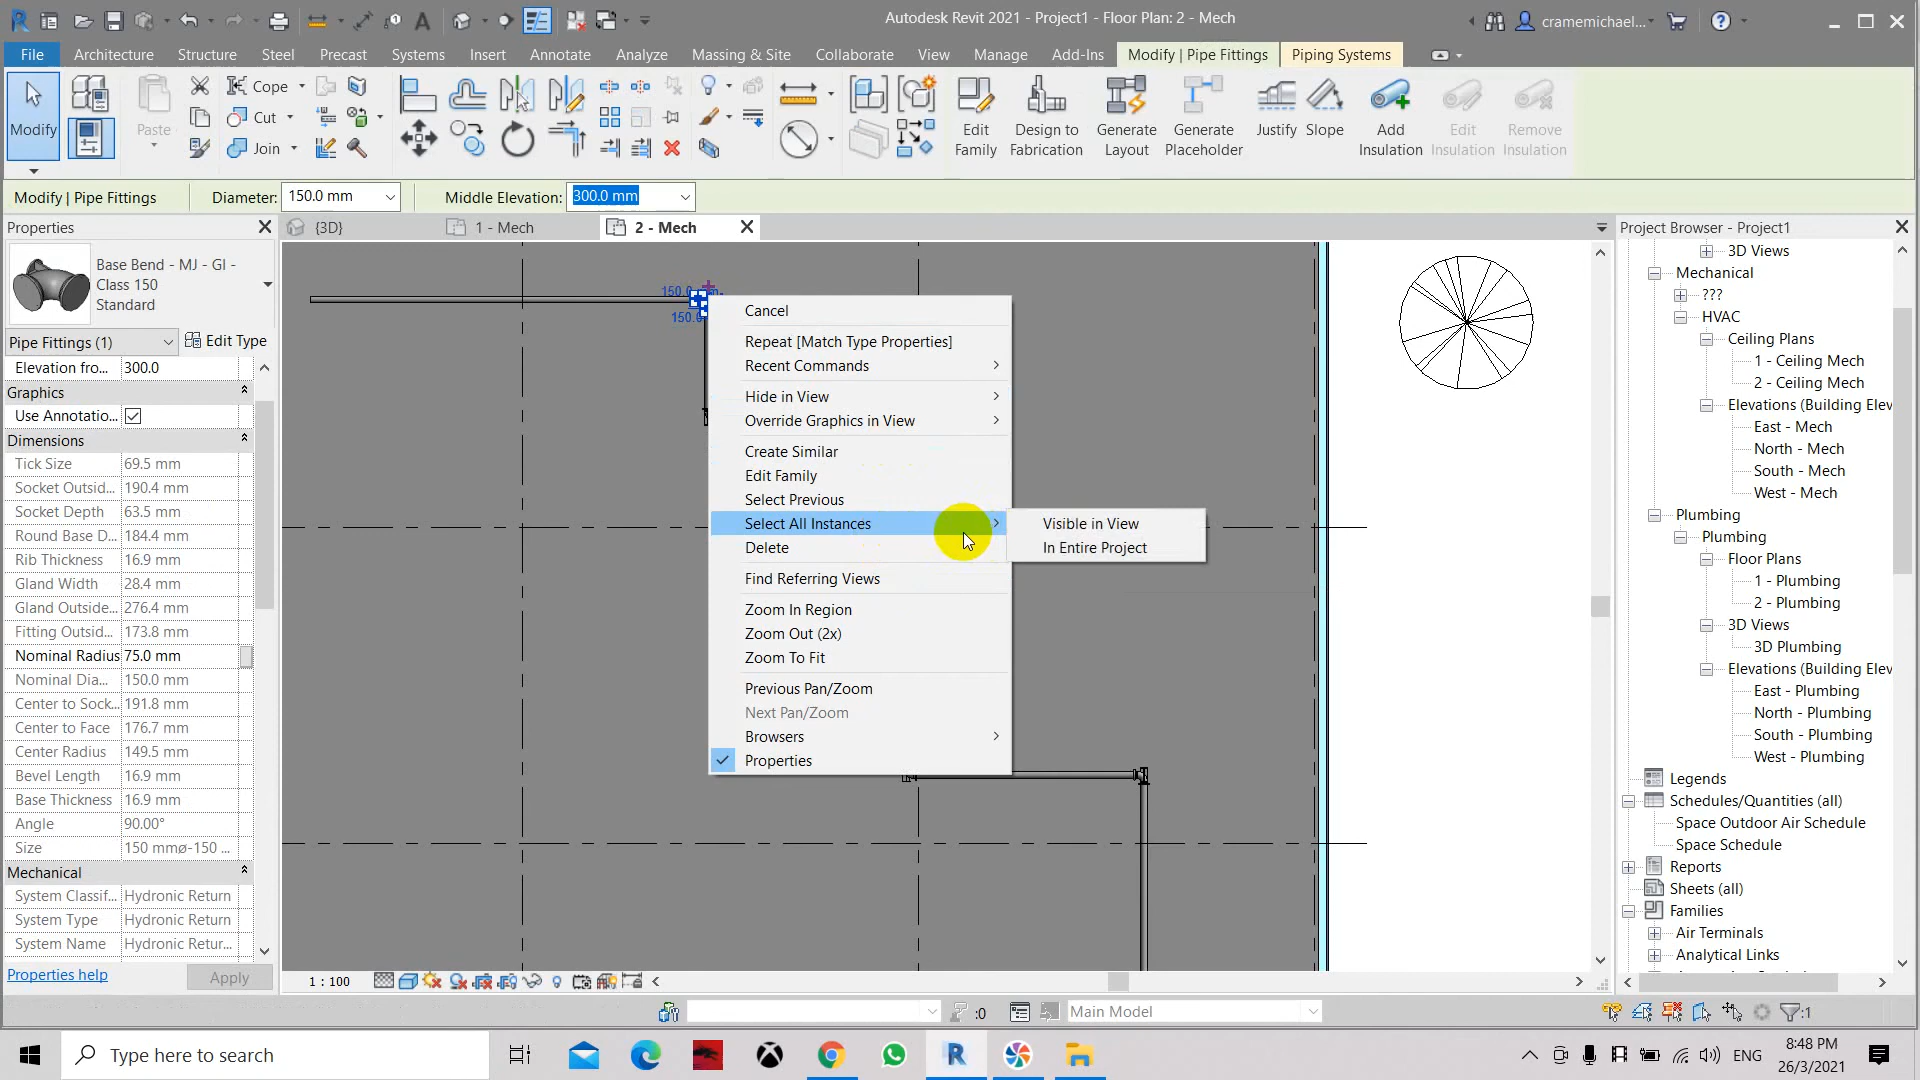 Autodesk Revit 2021 - Project1 - Floor Plan: 2 - Mech
cramemichael...
File
Architecture
Structure
Steel
Precast
Systems
Insert
Annotate
Analyze
Massing & Site
Collaborate
View
Manage
Add-Ins
Modify | Pipe Fittings
Piping Systems
Modify
Paste
Cope
Cut
Join
Edit Family
Design to Fabrication
Generate Layout
Generate Placeholder
Justify
Slope
Add Insulation
Edit Insulation
Remove Insulation
Modify | Pipe Fittings
Diameter: 150.0 mm
Middle Elevation: 300.0 mm
Properties
{3D}
1 - Mech
2 - Mech
Project Browser - Project1
Base Bend - MJ - GI -
Class 150
Standard
Pipe Fittings (1)
Edit Type
Elevation fro... 300.0
Graphics
Use Annotatio...
Dimensions
Tick Size 69.5 mm
Socket Outsid... 190.4 mm
Socket Depth 63.5 mm
Round Base D... 184.4 mm
Rib Thickness 16.9 mm
Gland Width 28.4 mm
Gland Outside... 276.4 mm
Fitting Outsid... 173.8 mm
Nominal Radius 75.0 mm
Nominal Dia... 150.0 mm
Center to Sock... 191.8 mm
Center to Face 176.7 mm
Center Radius 149.5 mm
Bevel Length 16.9 mm
Base Thickness 16.9 mm
Angle 90.00°
Size 150 mmø-150 ...
Mechanical
System Classif... Hydronic Return
System Type Hydronic Return
System Name Hydronic Retur...
Properties help
Apply
Cancel
Repeat [Match Type Properties]
Recent Commands
Hide in View
Override Graphics in View
Create Similar
Edit Family
Select Previous
Select All Instances
Delete
Find Referring Views
Zoom In Region
Zoom Out (2x)
Zoom To Fit
Previous Pan/Zoom
Next Pan/Zoom
Browsers
Properties
Visible in View
In Entire Project
3D Views
Mechanical
???
HVAC
Ceiling Plans
1 - Ceiling Mech
2 - Ceiling Mech
Elevations (Building Elev
East - Mech
North - Mech
South - Mech
West - Mech
Plumbing
Plumbing
Floor Plans
1 - Plumbing
2 - Plumbing
3D Views
3D Plumbing
Elevations (Building Elev
East - Plumbing
North - Plumbing
South - Plumbing
West - Plumbing
Legends
Schedules/Quantities (all)
Space Outdoor Air Schedule
Space Schedule
Reports
Sheets (all)
Families
Air Terminals
Analytical Links
1 : 100
:0
Main Model
:1
Type here to search
ENG
8:48 PM
26/3/2021